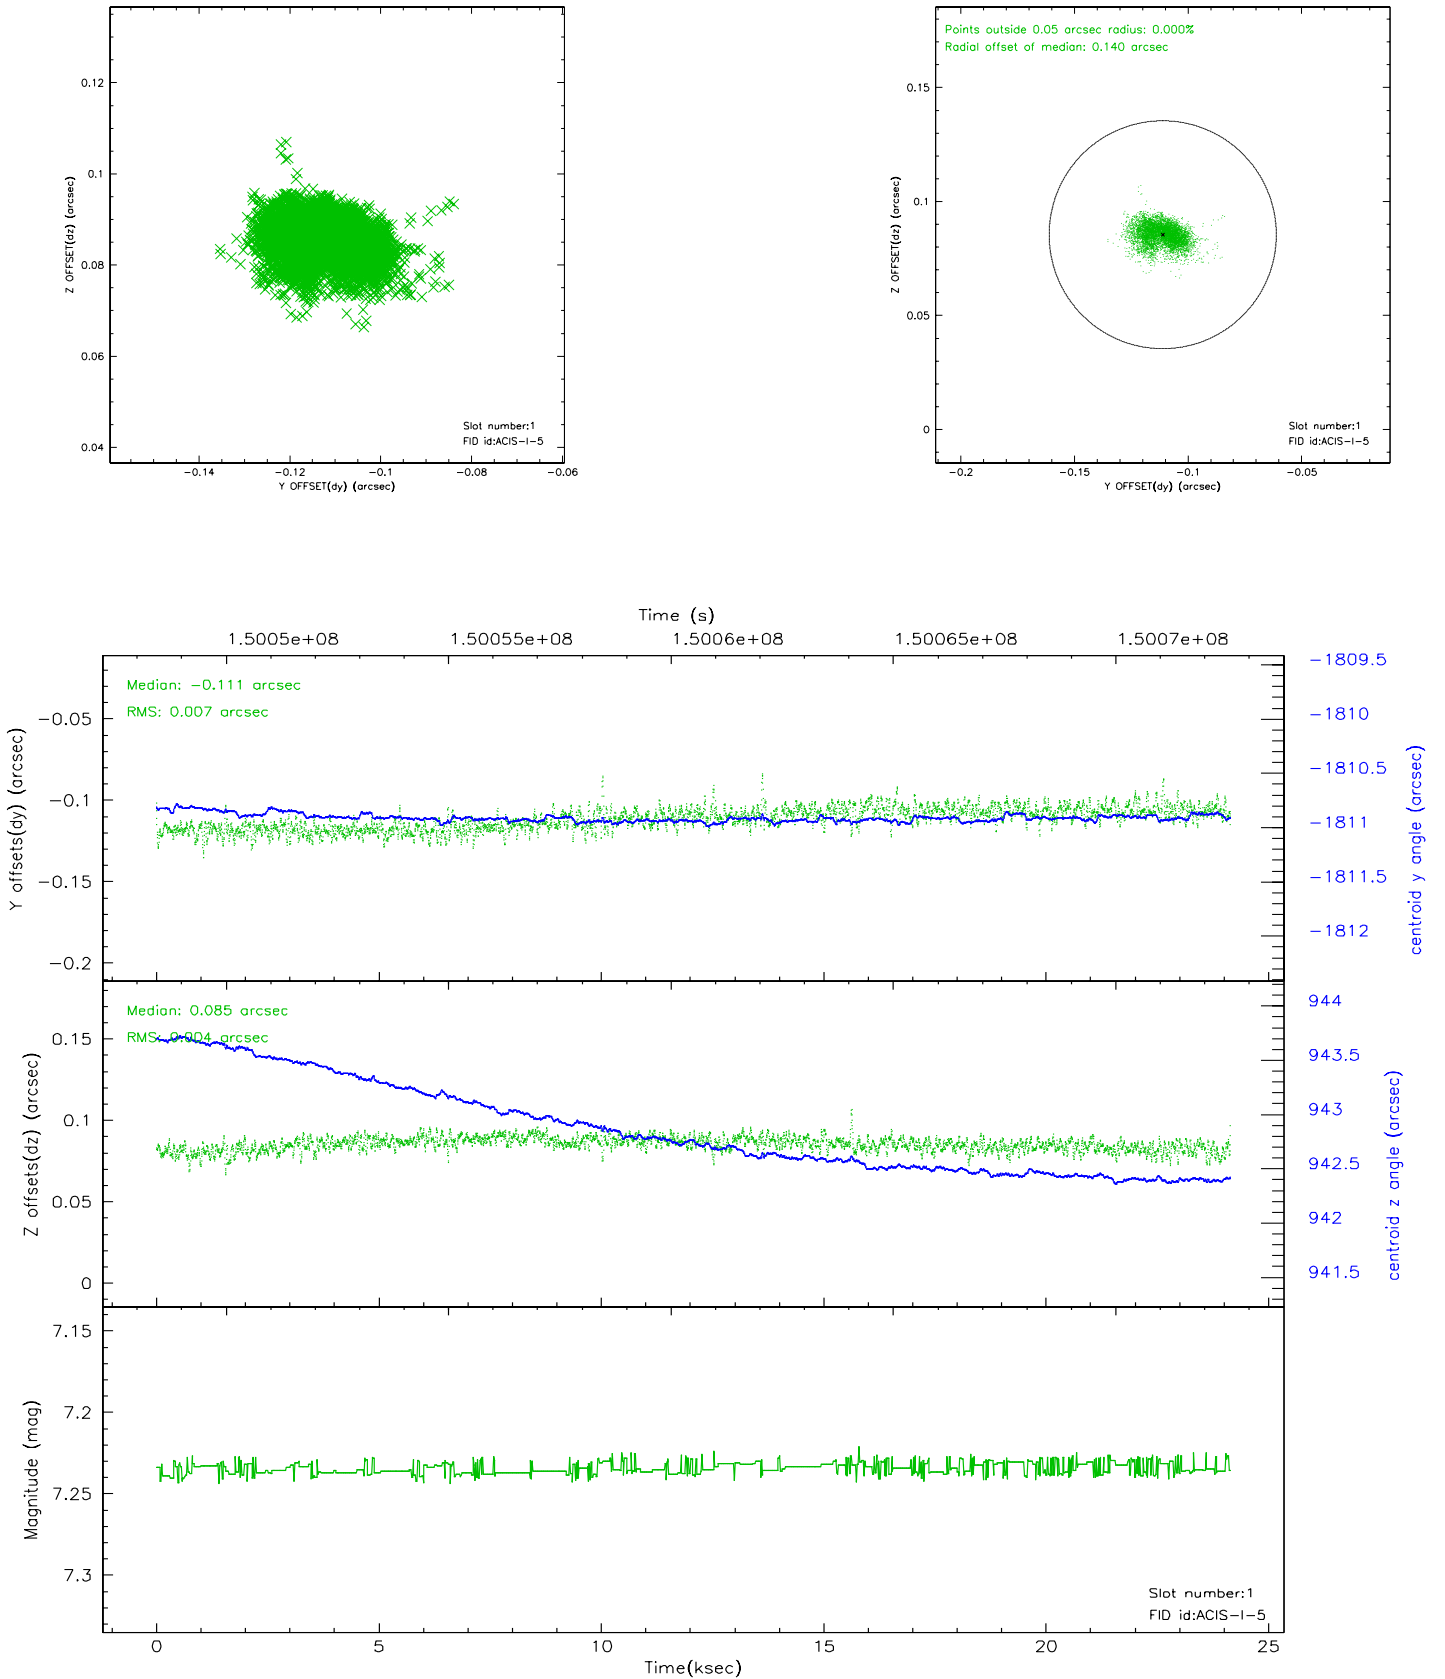 0.12
0.1
0.08
0.06
0.04
Z OFFSET(dz) (arcsec)
Slot number:1
FID id:ACIS-I-5
-0.14
-0.12
-0.1
-0.08
-0.06
Y OFFSET(dy) (arcsec)
Points outside 0.05 arcsec radius: 0.000%
Radial offset of median: 0.140 arcsec
0.15
0.1
0.05
0
Z OFFSET(dz) (arcsec)
Slot number:1
FID id:ACIS-I-5
-0.2
-0.15
-0.1
-0.05
Y OFFSET(dy) (arcsec)
Time (s)
1.5005e+08
1.50055e+08
1.5006e+08
1.50065e+08
1.5007e+08
Median: -0.111 arcsec
RMS: 0.007 arcsec
-0.05
-0.1
-0.15
-0.2
Y offsets(dy) (arcsec)
-1809.5
-1810
-1810.5
-1811
-1811.5
-1812
centroid y angle (arcsec)
Median: 0.085 arcsec
RMS: 0.004 arcsec
0.15
0.1
0.05
0
Z offsets(dz) (arcsec)
944
943.5
943
942.5
942
941.5
centroid z angle (arcsec)
7.15
7.2
7.25
7.3
Magnitude (mag)
Slot number:1
FID id:ACIS-I-5
0
5
10
15
20
25
Time(ksec)